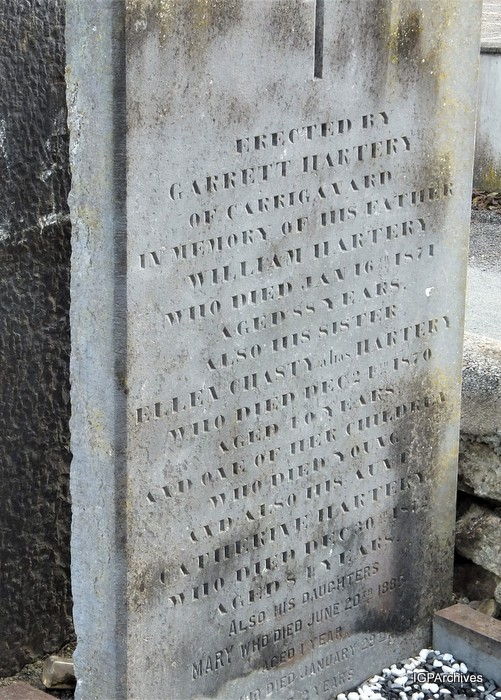 ERECTED BY
GARRETT HARTERY
OF CARRIGAVARD
IN MEMORY OF HIS FATHER
WILLIAM HARTERY
WHO DIED JAN 16TH 1871
AGED 88 YEARS.
ALSO HIS SISTER
ELLEN CHASTY alias HARTERY
WHO DIED DEC 24TH 1870
AGED 40 YEARS.
AND ONE OF HER CHILDREN
WHO DIED YOUNG
AND ALSO HIS AUNT
CATHERINE HARTERY
WHO DIED DEC 30TH
AGED YEARS.
ALSO HIS DAUGHTERS
MARY WHO DIED JUNE 20TH
AGED 1 YEAR
WHO DIED JANUARY
YEARS
IGPArchives